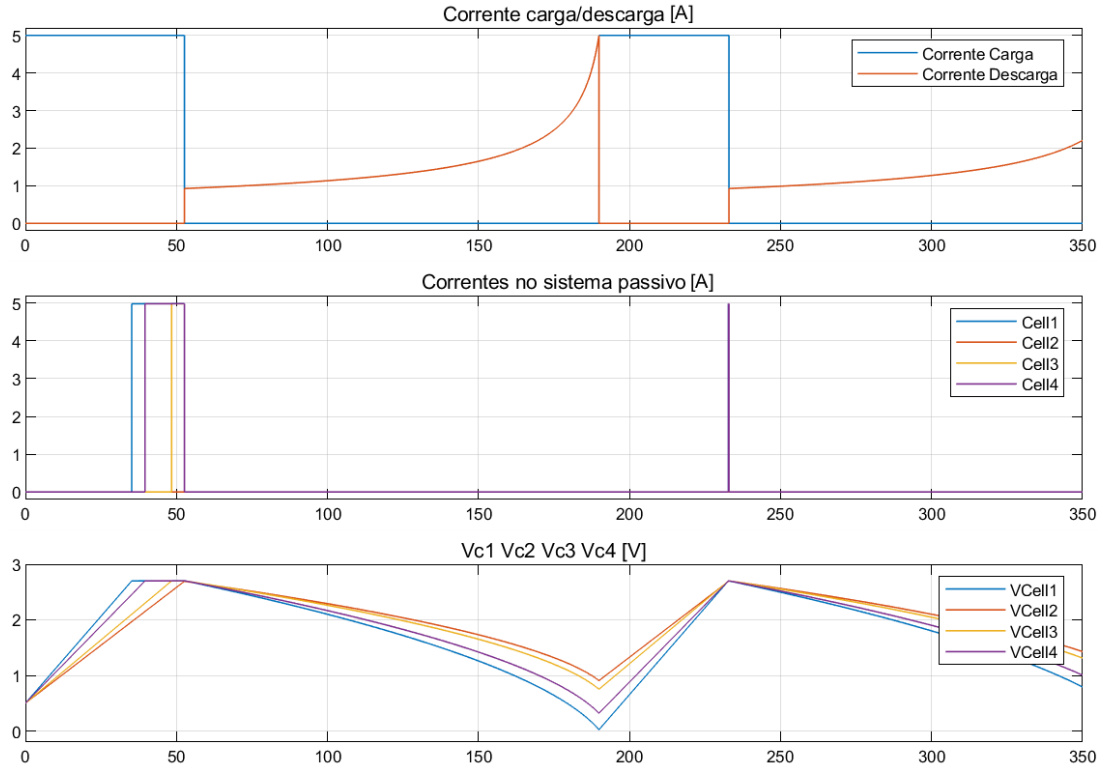 Corrente carga/descarga [A]
5
4
3
2
1
0
Corrente Carga
Corrente Descarga
0 50 100 150 200 250 300 350
Correntes no sistema passivo [A]
5
4
3
2
1
0
Cell1
Cell2
Cell3
Cell4
0 50 100 150 200 250 300 350
Vc1 Vc2 Vc3 Vc4 [V]
3
2
1
0
VCell1
VCell2
VCell3
VCell4
0 50 100 150 200 250 300 350